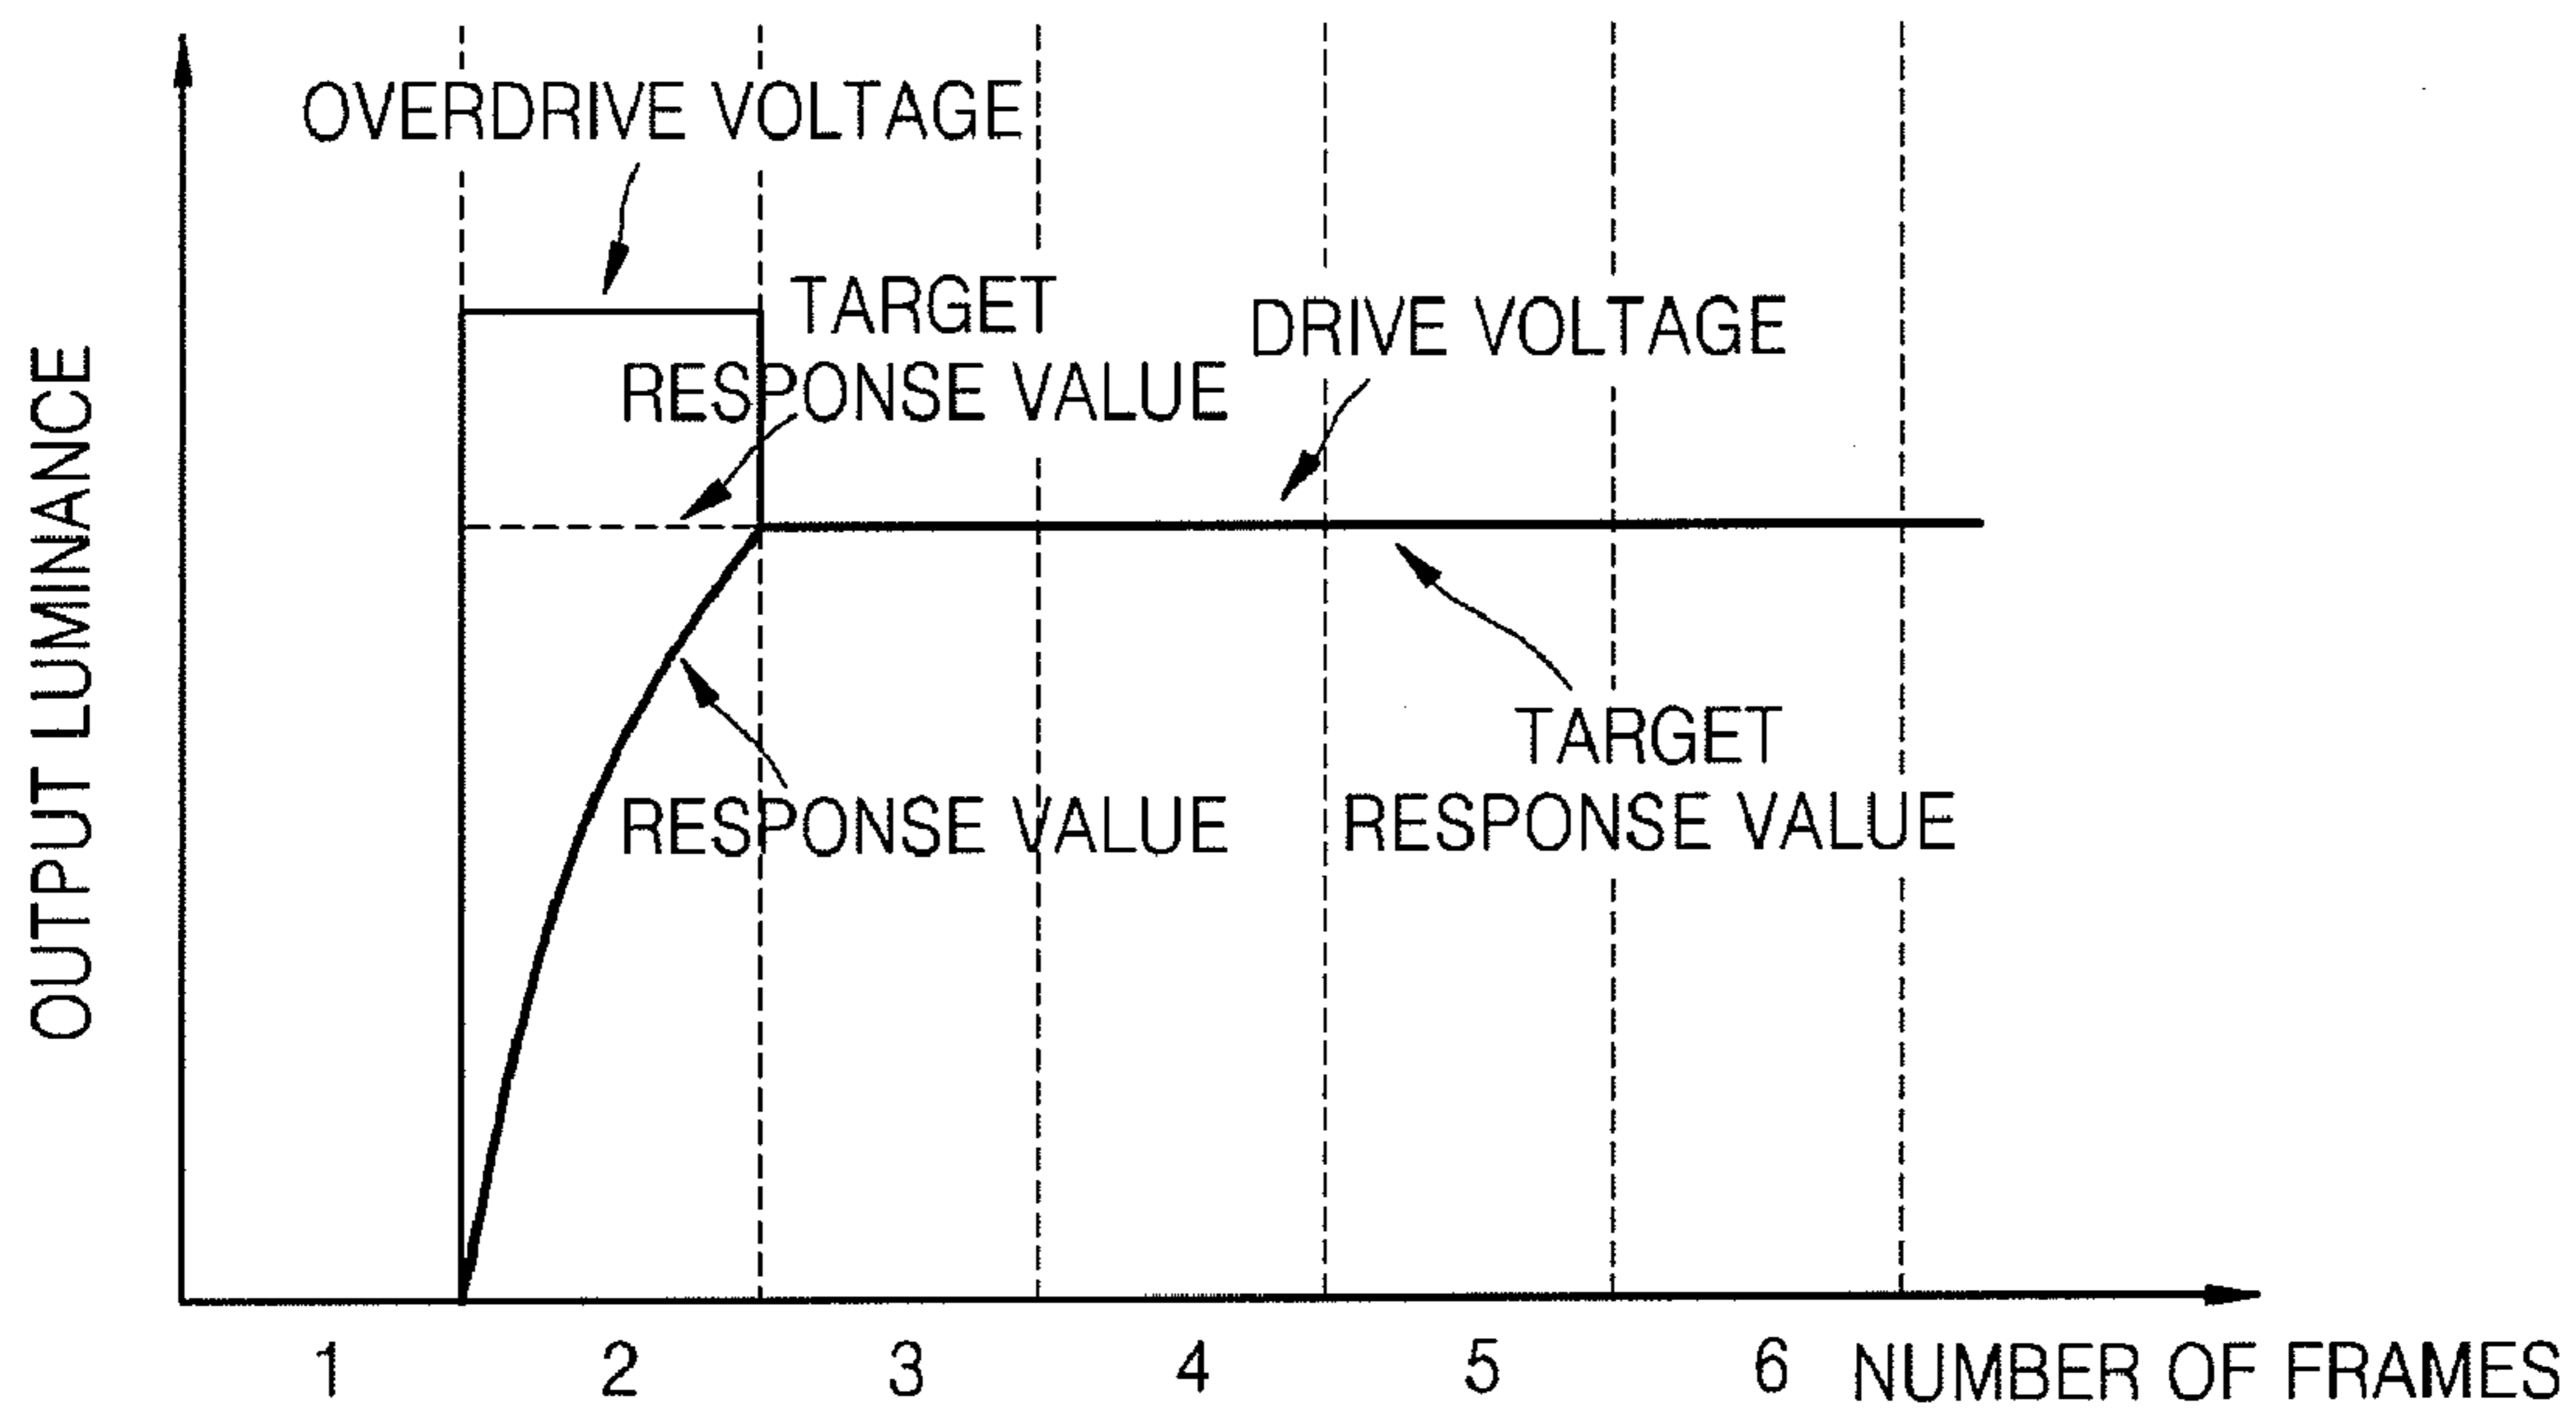 OVERDRIVE VOLTAGE
TARGET
RESPONSE VALUE
DRIVE VOLTAGE
OUTPUT LUMINANCE
RESPONSE VALUE
TARGET
RESPONSE VALUE
1 2 3 4 5 6 NUMBER OF FRAMES